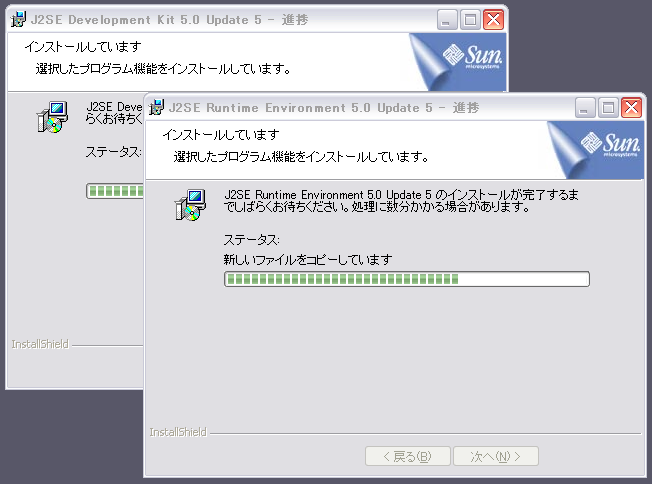 J2SE Development Kit 5.0 Update 5 - 進捗
インストールしています
選択したプログラム機能をインストールしています。
Sun
microsystems
J2SE Deve
らくお待ちく
ステータス:
InstallShield
J2SE Runtime Environment 5.0 Update 5 - 進捗
インストールしています
選択したプログラム機能をインストールしています。
Sun
microsystems
J2SE Runtime Environment 5.0 Update 5 のインストールが完了するま
でしばらくお待ちください。処理に数分かかる場合があります。
ステータス:
新しいファイルをコピーしています
InstallShield
< 戻る(B)
次へ(N) >